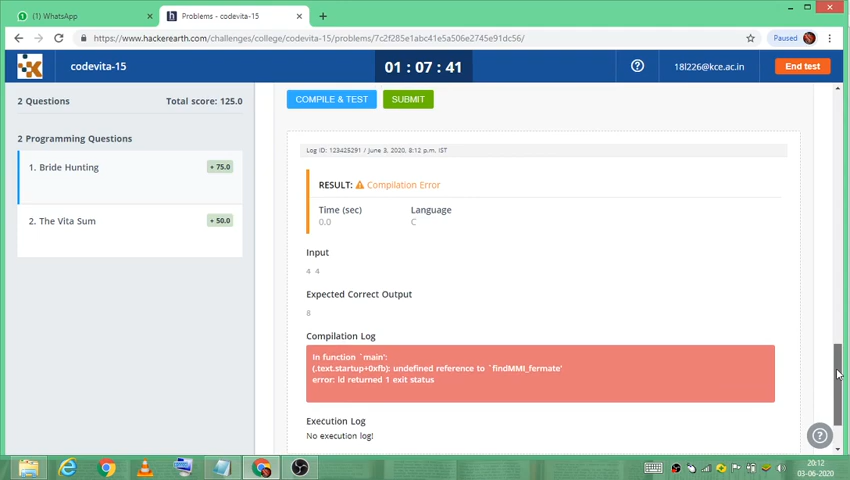 (1) WhatsApp
Problems - codevita-15
https://www.hackerearth.com/challenges/college/codevita-15/problems/7c2f285e1abc41e5a506e2745e91dc56/
Paused
codevita-15
01 : 07 : 41
18l226@kce.ac.in
End test
2 Questions
Total score: 125.0
2 Programming Questions
1. Bride Hunting
+ 75.0
2. The Vita Sum
+ 50.0
COMPILE & TEST
SUBMIT
Log ID: 123425291 / June 3, 2020, 8:12 p.m. IST
RESULT: Compilation Error
Time (sec)
Language
0.0
C
Input
4 4
Expected Correct Output
8
Compilation Log
In function `main':
(.text.startup+0xfb): undefined reference to `findMMI_fermate'
error: ld returned 1 exit status
Execution Log
No execution log!
20:12
03-06-2020